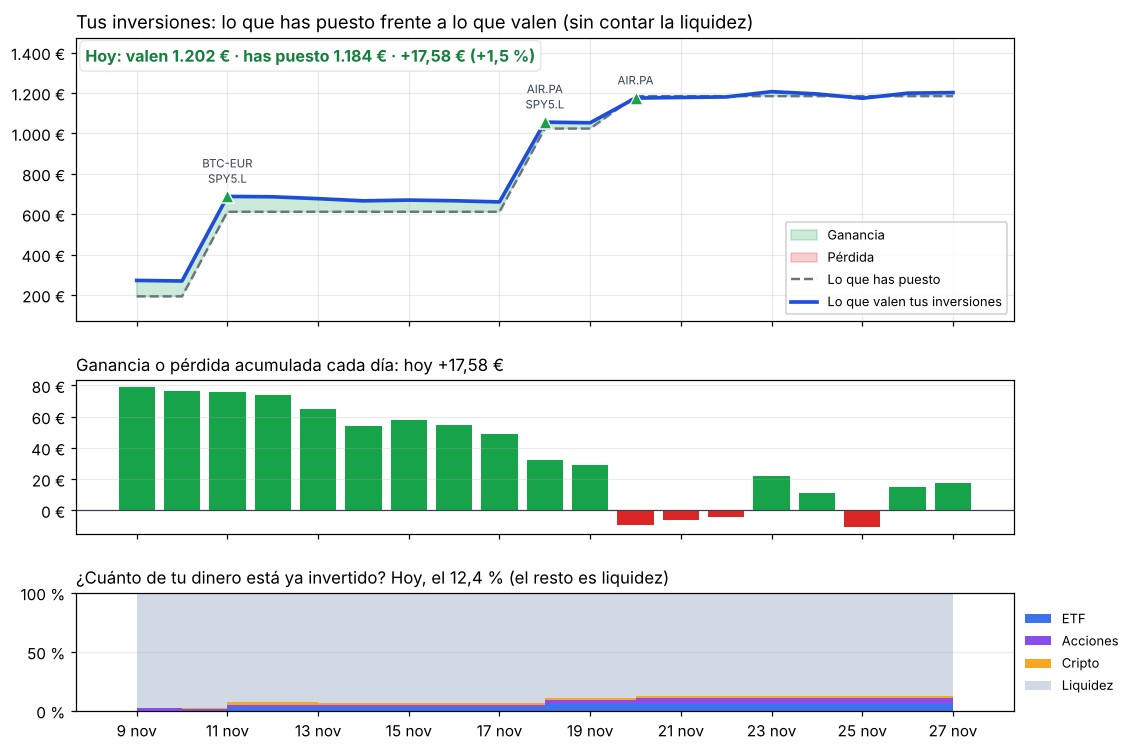 Tus inversiones: lo que has puesto frente a lo que valen (sin contar la liquidez)
1.400 €
1.200 €
1.000 €
800 €
600 €
400 €
200 €
Hoy: valen 1.202 € · has puesto 1.184 € · +17,58 € (+1,5 %)
BTC-EUR
SPY5.L
AIR.PA
SPY5.L
AIR.PA
Ganancia
Pérdida
Lo que has puesto
Lo que valen tus inversiones
Ganancia o pérdida acumulada cada día: hoy +17,58 €
80 €
60 €
40 €
20 €
0 €
¿Cuánto de tu dinero está ya invertido? Hoy, el 12,4 % (el resto es liquidez)
100 %
50 %
0 %
9 nov
11 nov
13 nov
15 nov
17 nov
19 nov
21 nov
23 nov
25 nov
27 nov
ETF
Acciones
Cripto
Liquidez